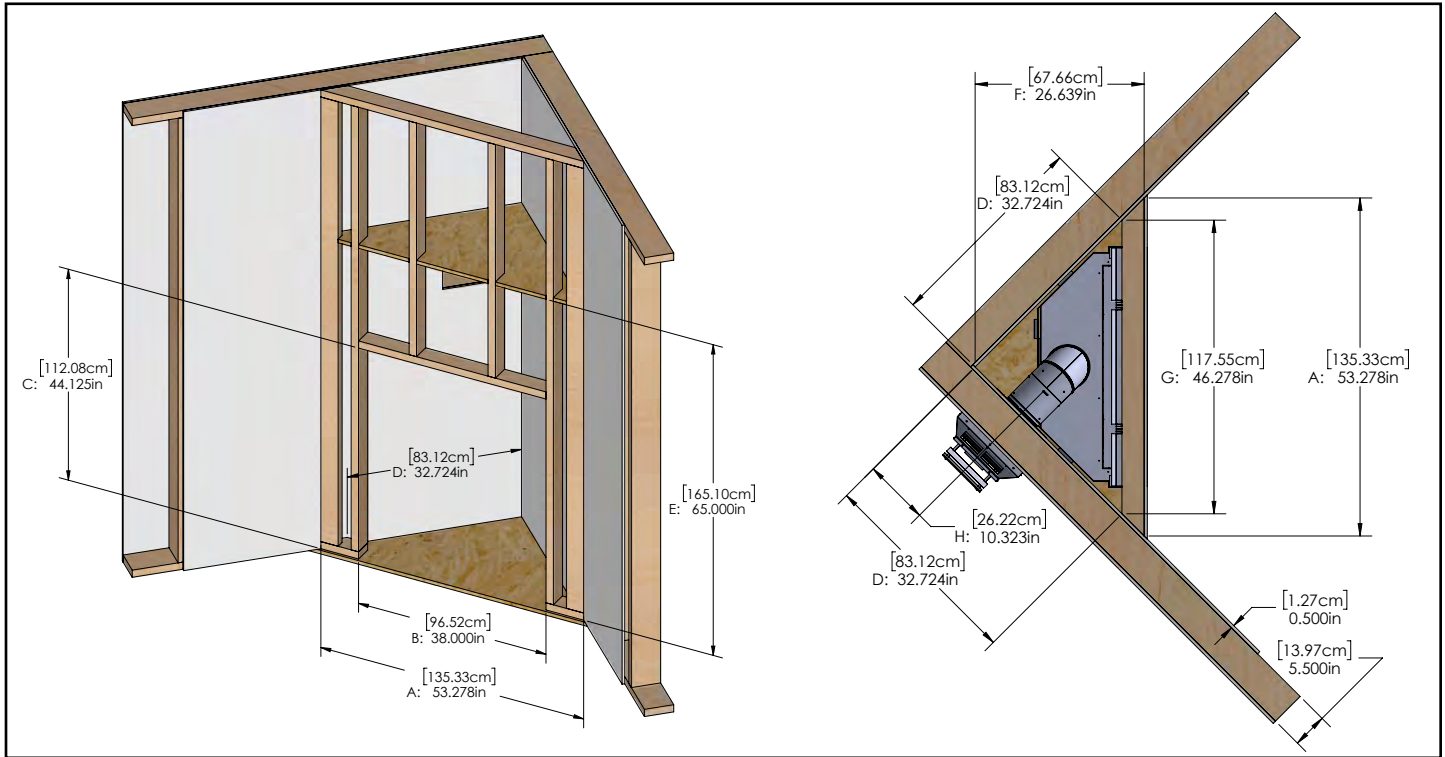 [112.08cm]
C: 44.125in
[83.12cm]
D: 32.724in
[165.10cm]
E: 65.000in
[96.52cm]
B: 38.000in
[135.33cm]
A: 53.278in
[67.66cm]
F: 26.639in
[83.12cm]
D: 32.724in
[117.55cm]
G: 46.278in
[135.33cm]
A: 53.278in
[26.22cm]
H: 10.323in
[83.12cm]
D: 32.724in
[1.27cm]
0.500in
[13.97cm]
5.500in